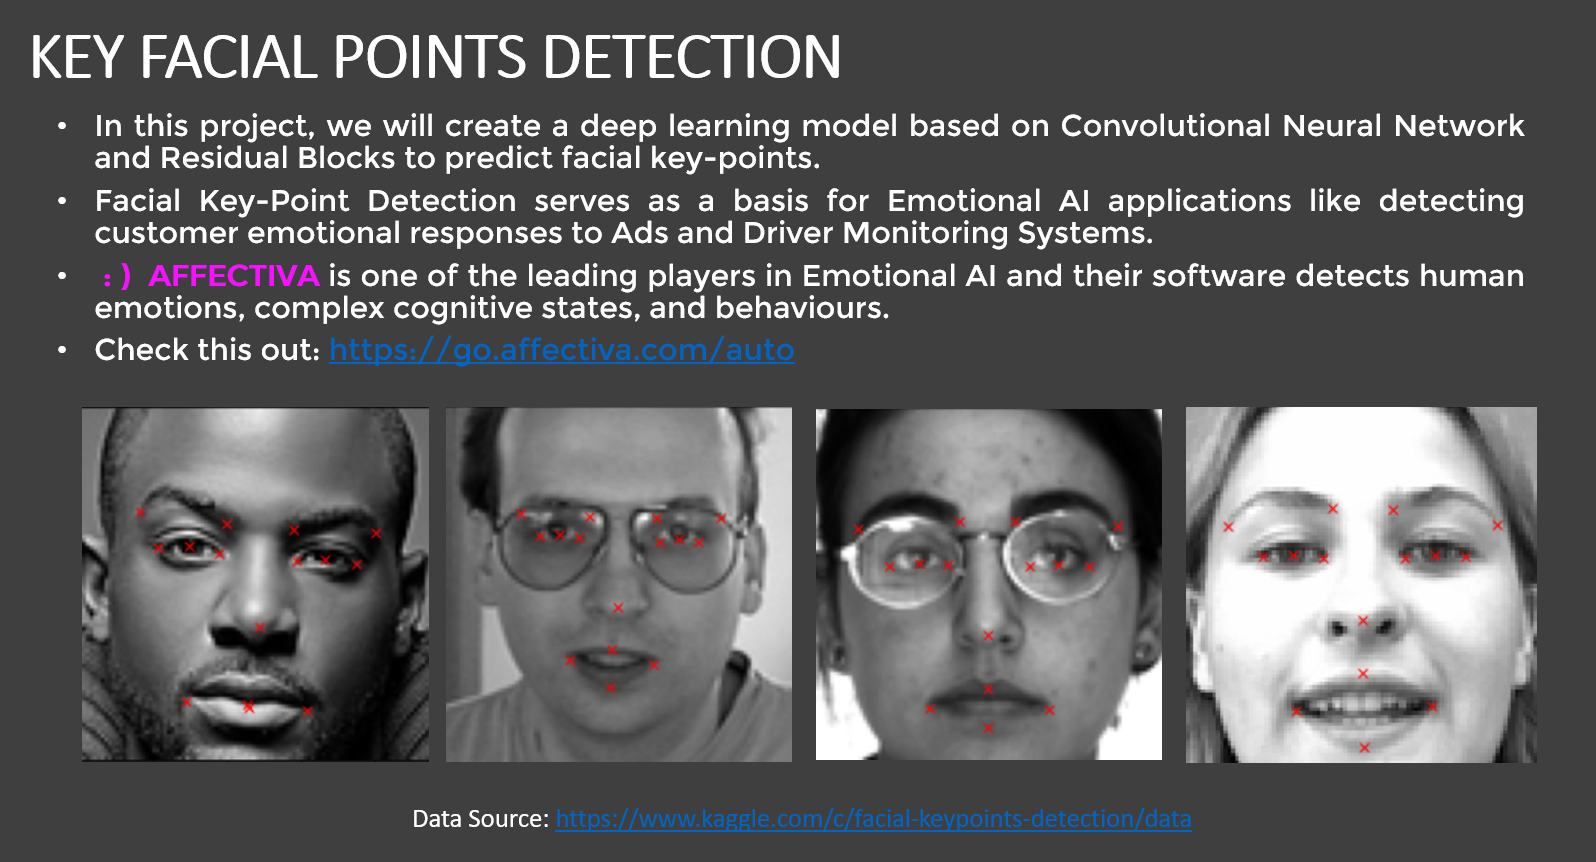 KEY FACIAL POINTS DETECTION
• In this project, we will create a deep learning model based on Convolutional Neural Network
and Residual Blocks to predict facial key-points.
• Facial Key-Point Detection serves as a basis for Emotional AI applications like detecting
customer emotional responses to Ads and Driver Monitoring Systems.
• :) AFFECTIVA is one of the leading players in Emotional AI and their software detects human
emotions, complex cognitive states, and behaviours.
• Check this out: https://go.affectiva.com/auto
Data Source: https://www.kaggle.com/c/facial-keypoints-detection/data